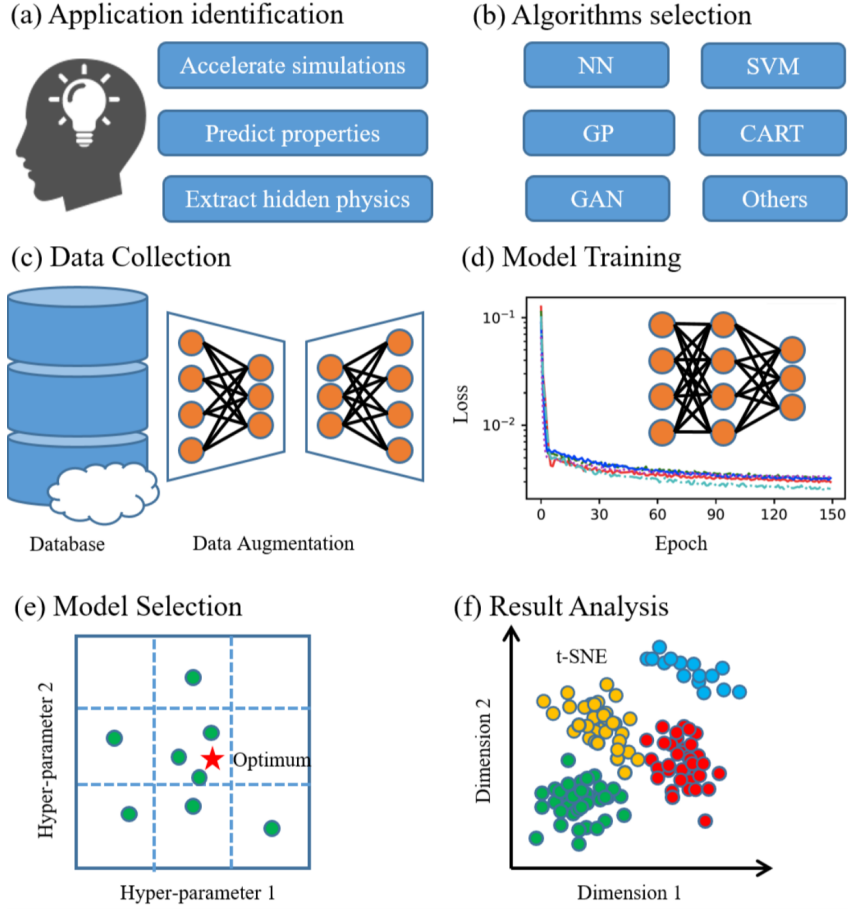 (a) Application identification
Accelerate simulations
Predict properties
Extract hidden physics
(b) Algorithms selection
NN
SVM
GP
CART
GAN
Others
(c) Data Collection
Database
Data Augmentation
(d) Model Training
Loss
10⁻¹
10⁻²
0 30 60 90 120 150
Epoch
(e) Model Selection
Hyper-parameter 2
Optimum
Hyper-parameter 1
(f) Result Analysis
t-SNE
Dimension 2
Dimension 1